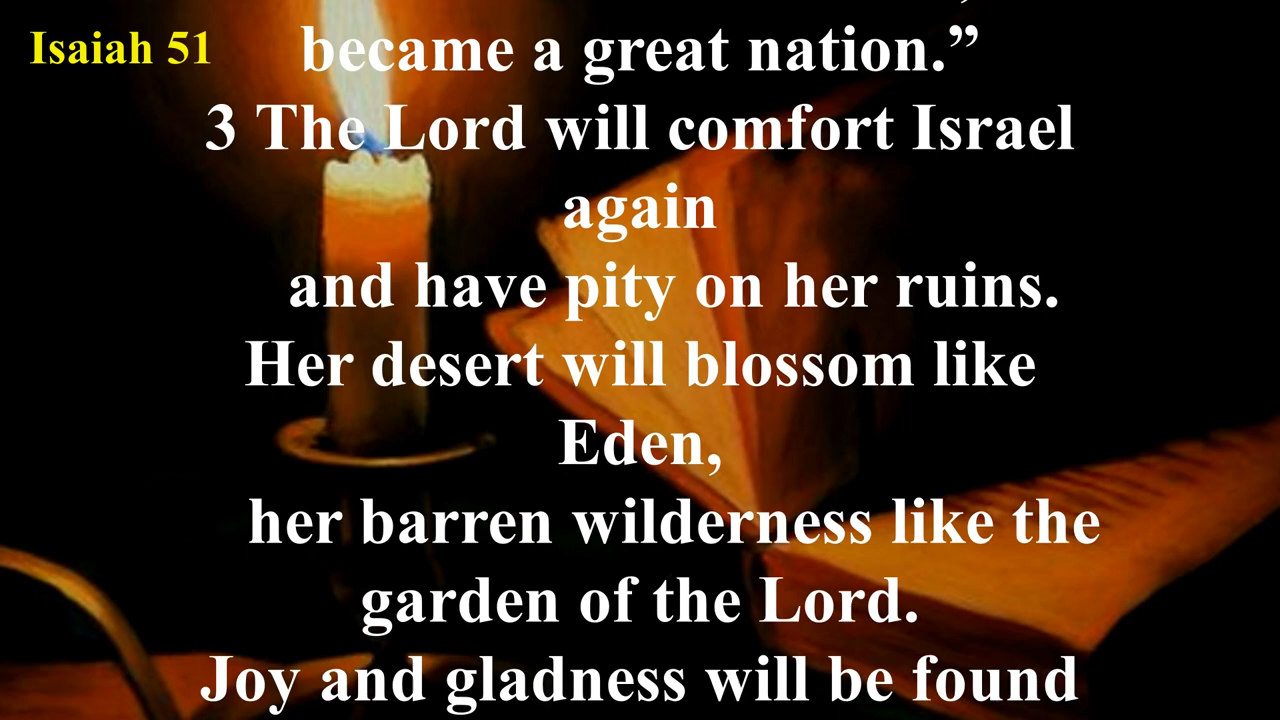 Isaiah 51
became a great nation.”
3 The Lord will comfort Israel
again
and have pity on her ruins.
Her desert will blossom like
Eden,
her barren wilderness like the
garden of the Lord.
Joy and gladness will be found